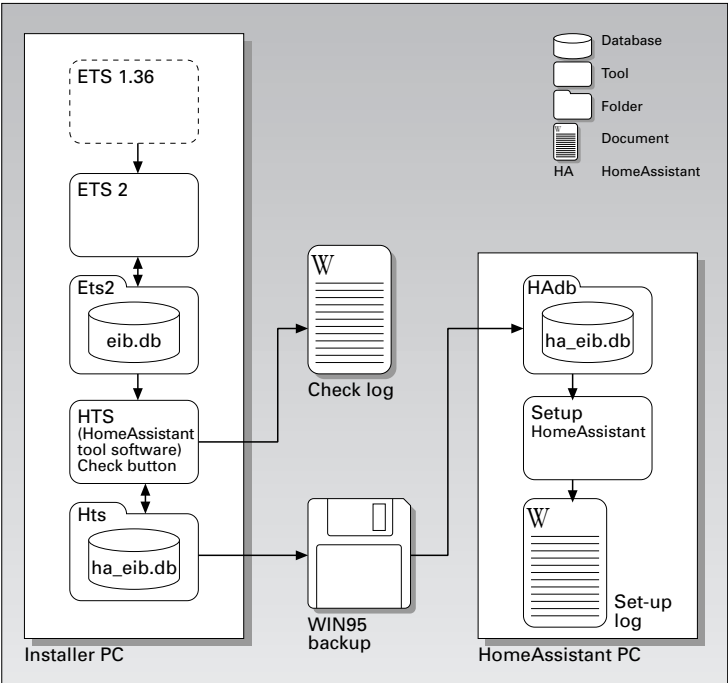 Database
Tool
Folder
W
Document
HA HomeAssistant
ETS 1.36
ETS 2
Ets2
eib.db
HTS
(HomeAssistant
tool software)
Check button
Hts
ha_eib.db
Installer PC
W
Check log
WIN95
backup
HAdb
ha_eib.db
Setup
HomeAssistant
W
Set-up
log
HomeAssistant PC